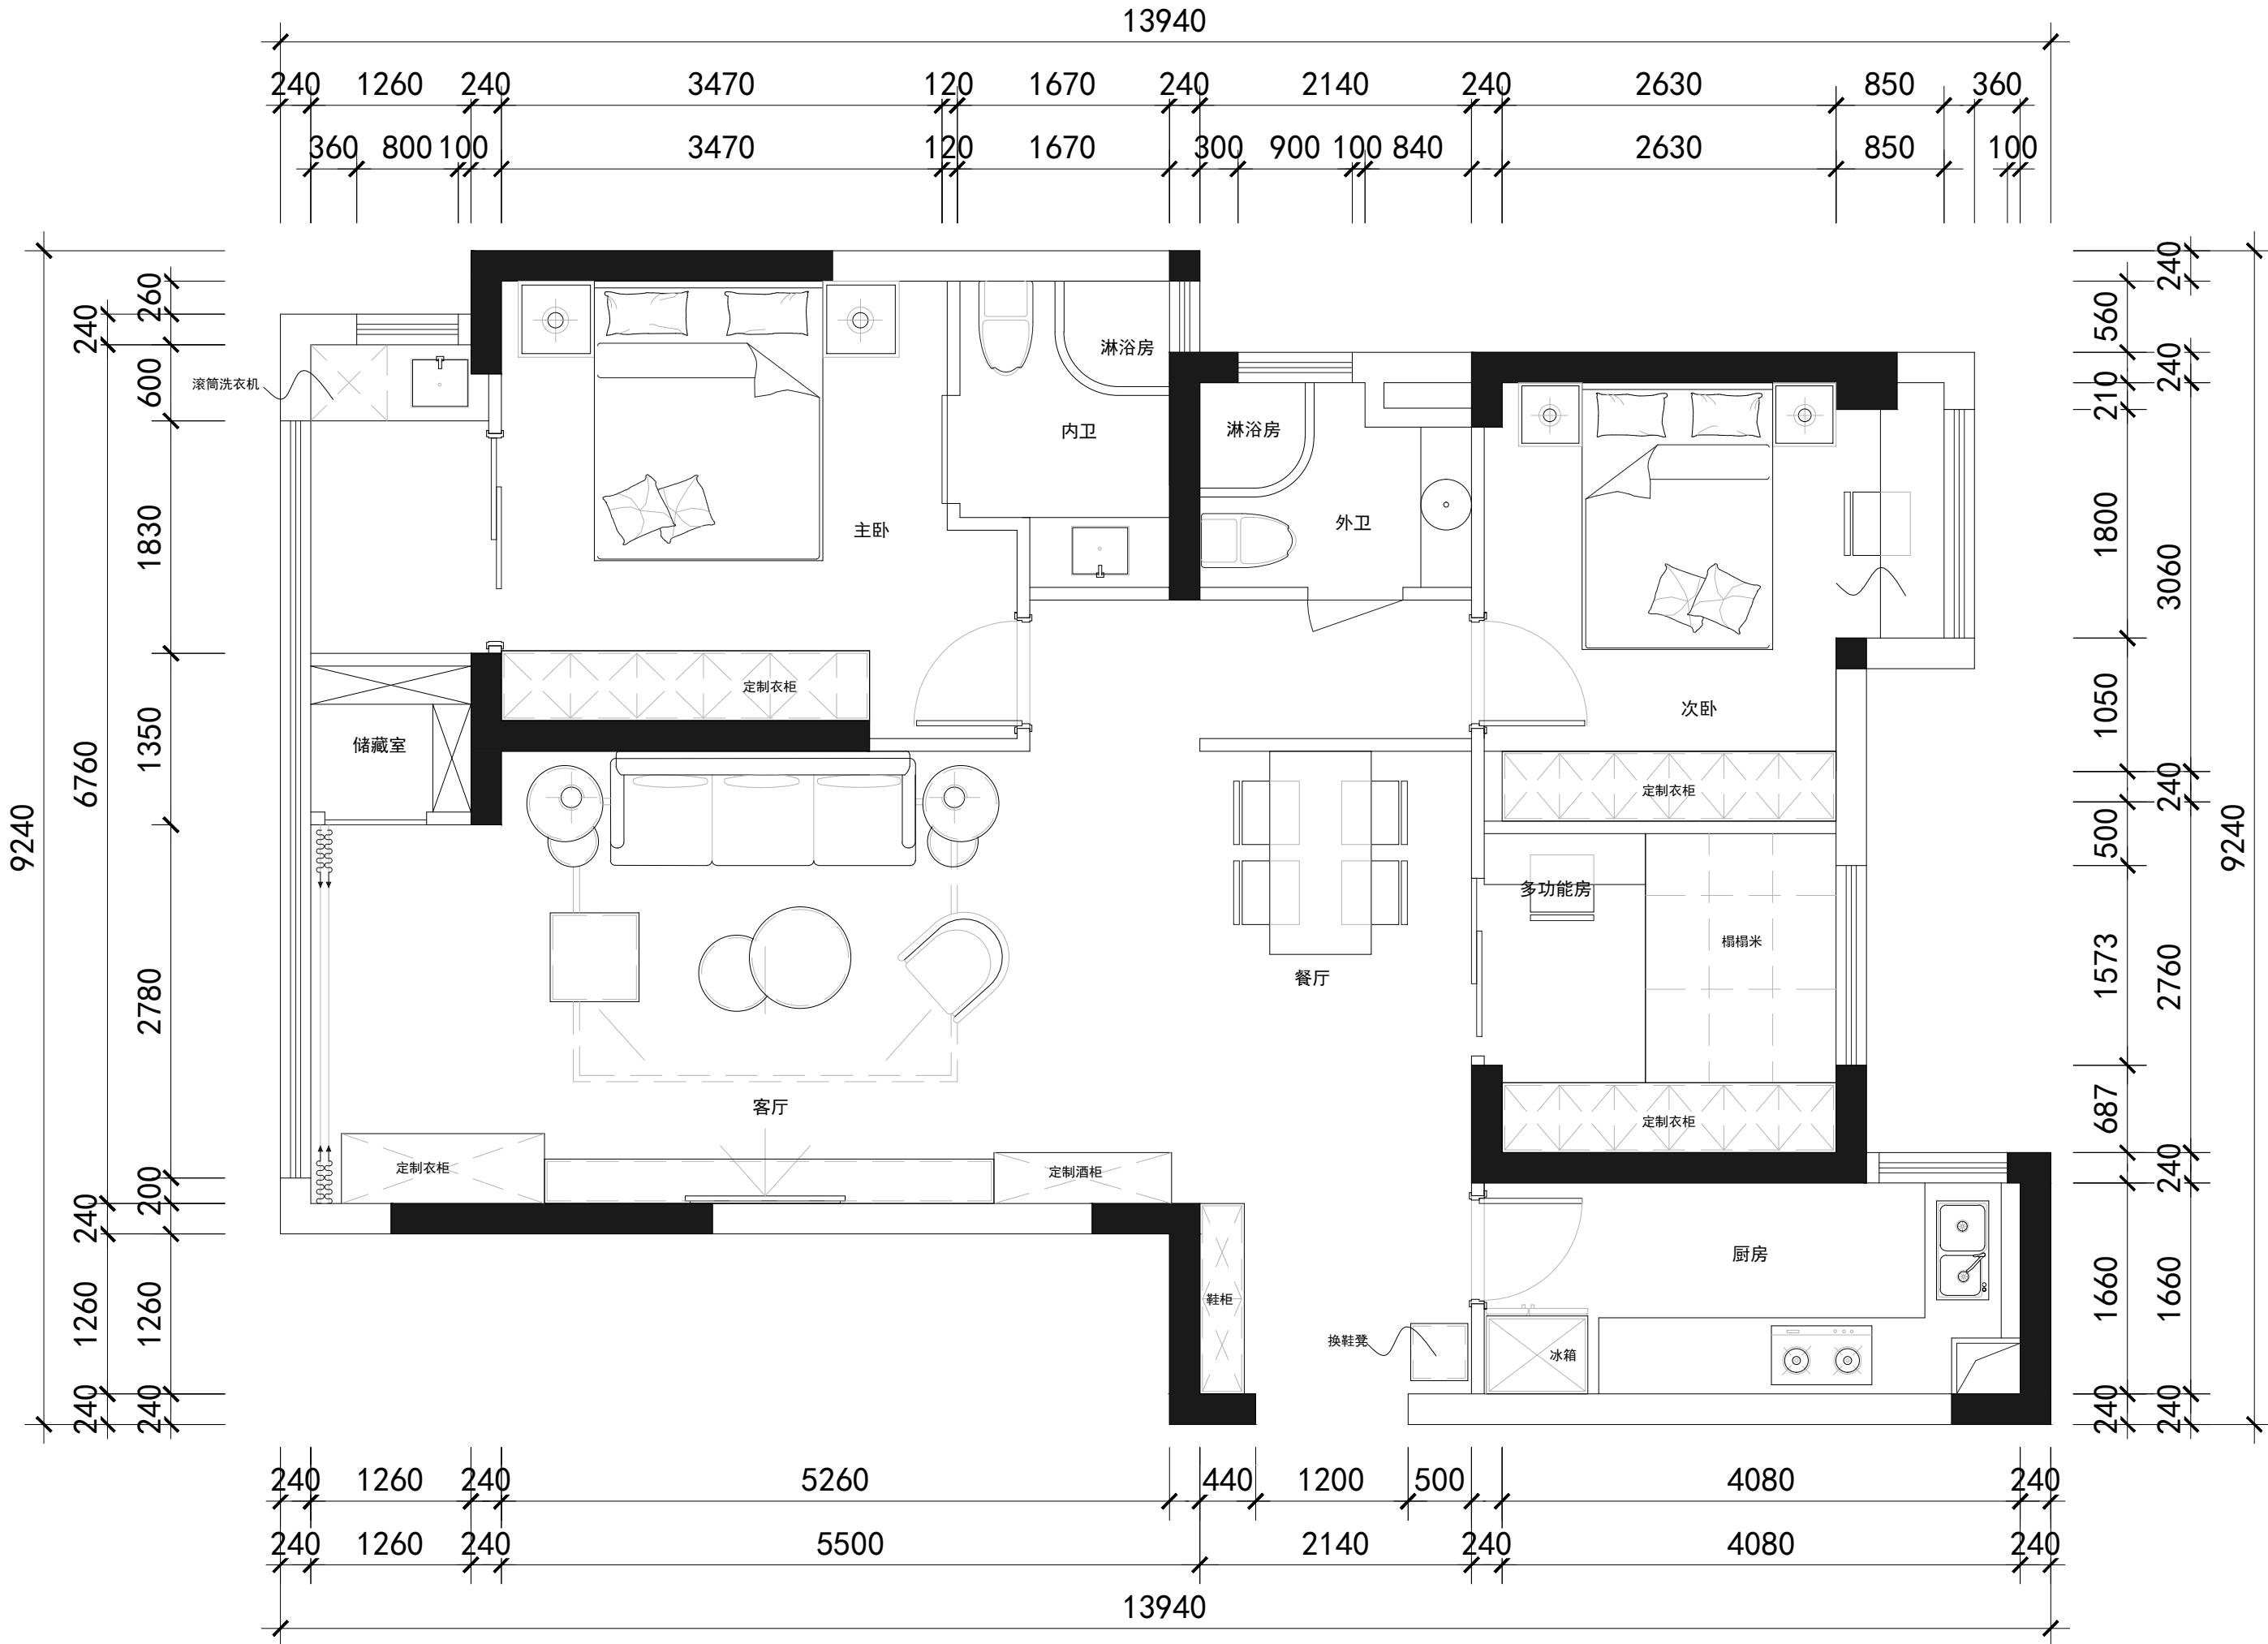 13940
240 1260 240 3470 120 1670 240 2140 240 2630 850 360
360 800 100 3470 120 1670 300 900 100 840 2630 850 100
9240
240
6760
240
1260
240
260
600
1830
1350
2780
200
1260
240
滚筒洗衣机
淋浴房
内卫
淋浴房
外卫
主卧
定制衣柜
次卧
储藏室
定制衣柜
多功能房
榻榻米
餐厅
客厅
定制衣柜
定制衣柜
定制酒柜
厨房
鞋柜
换鞋凳
冰箱
560
210
1800
1050
500
1573
687
1660
240
240
240
3060
240
2760
240
1660
240
9240
240 1260 240 5260 440 1200 500 4080 240
240 1260 240 5500 2140 240 4080 240
13940